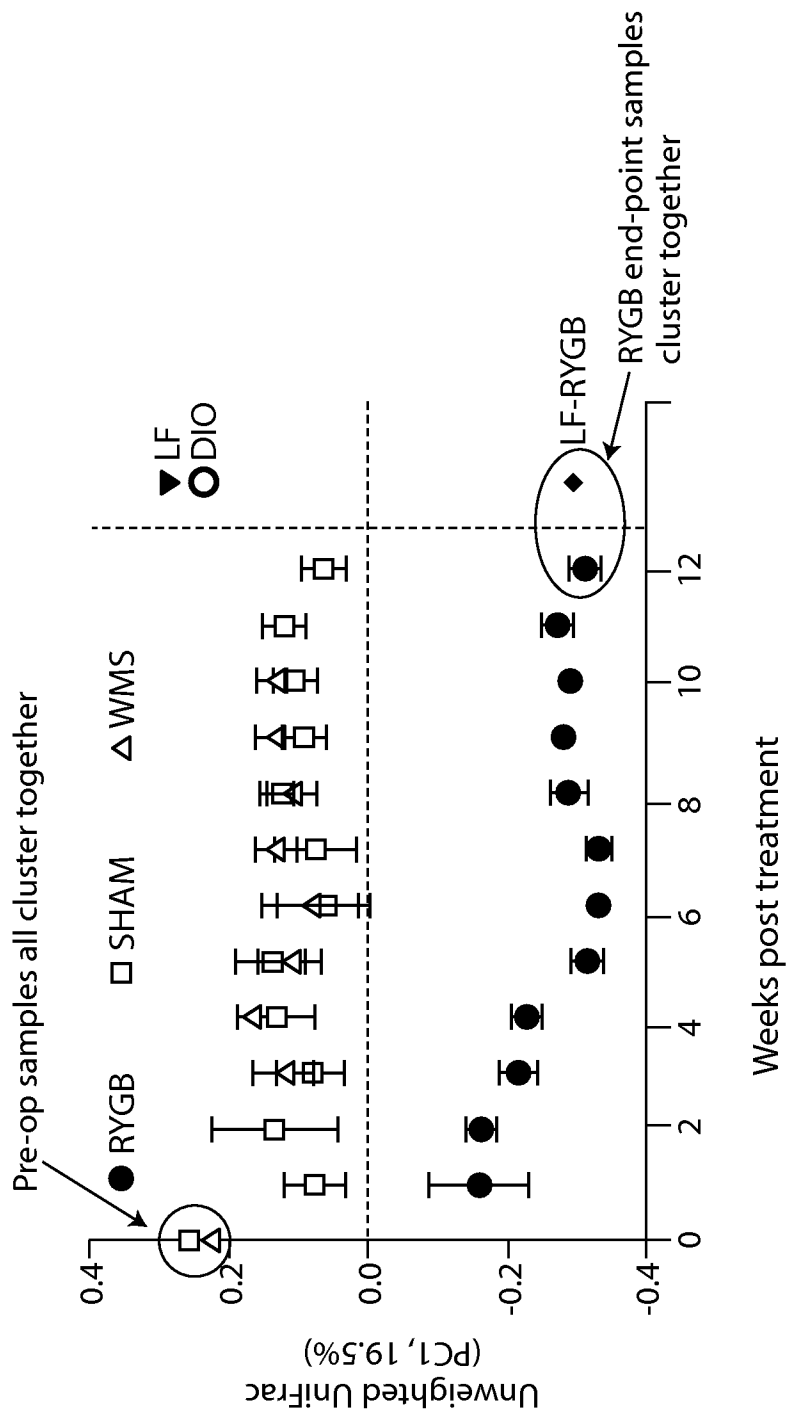 Pre-op samples all cluster together
RYGB
SHAM
WMS
LF
DIO
0.4
0.2
0.0
-0.2
-0.4
Unweighted UniFrac
(PC1, 19.5%)
LF-RYGB
RYGB end-point samples
cluster together
0
2
4
6
8
10
12
Weeks post treatment